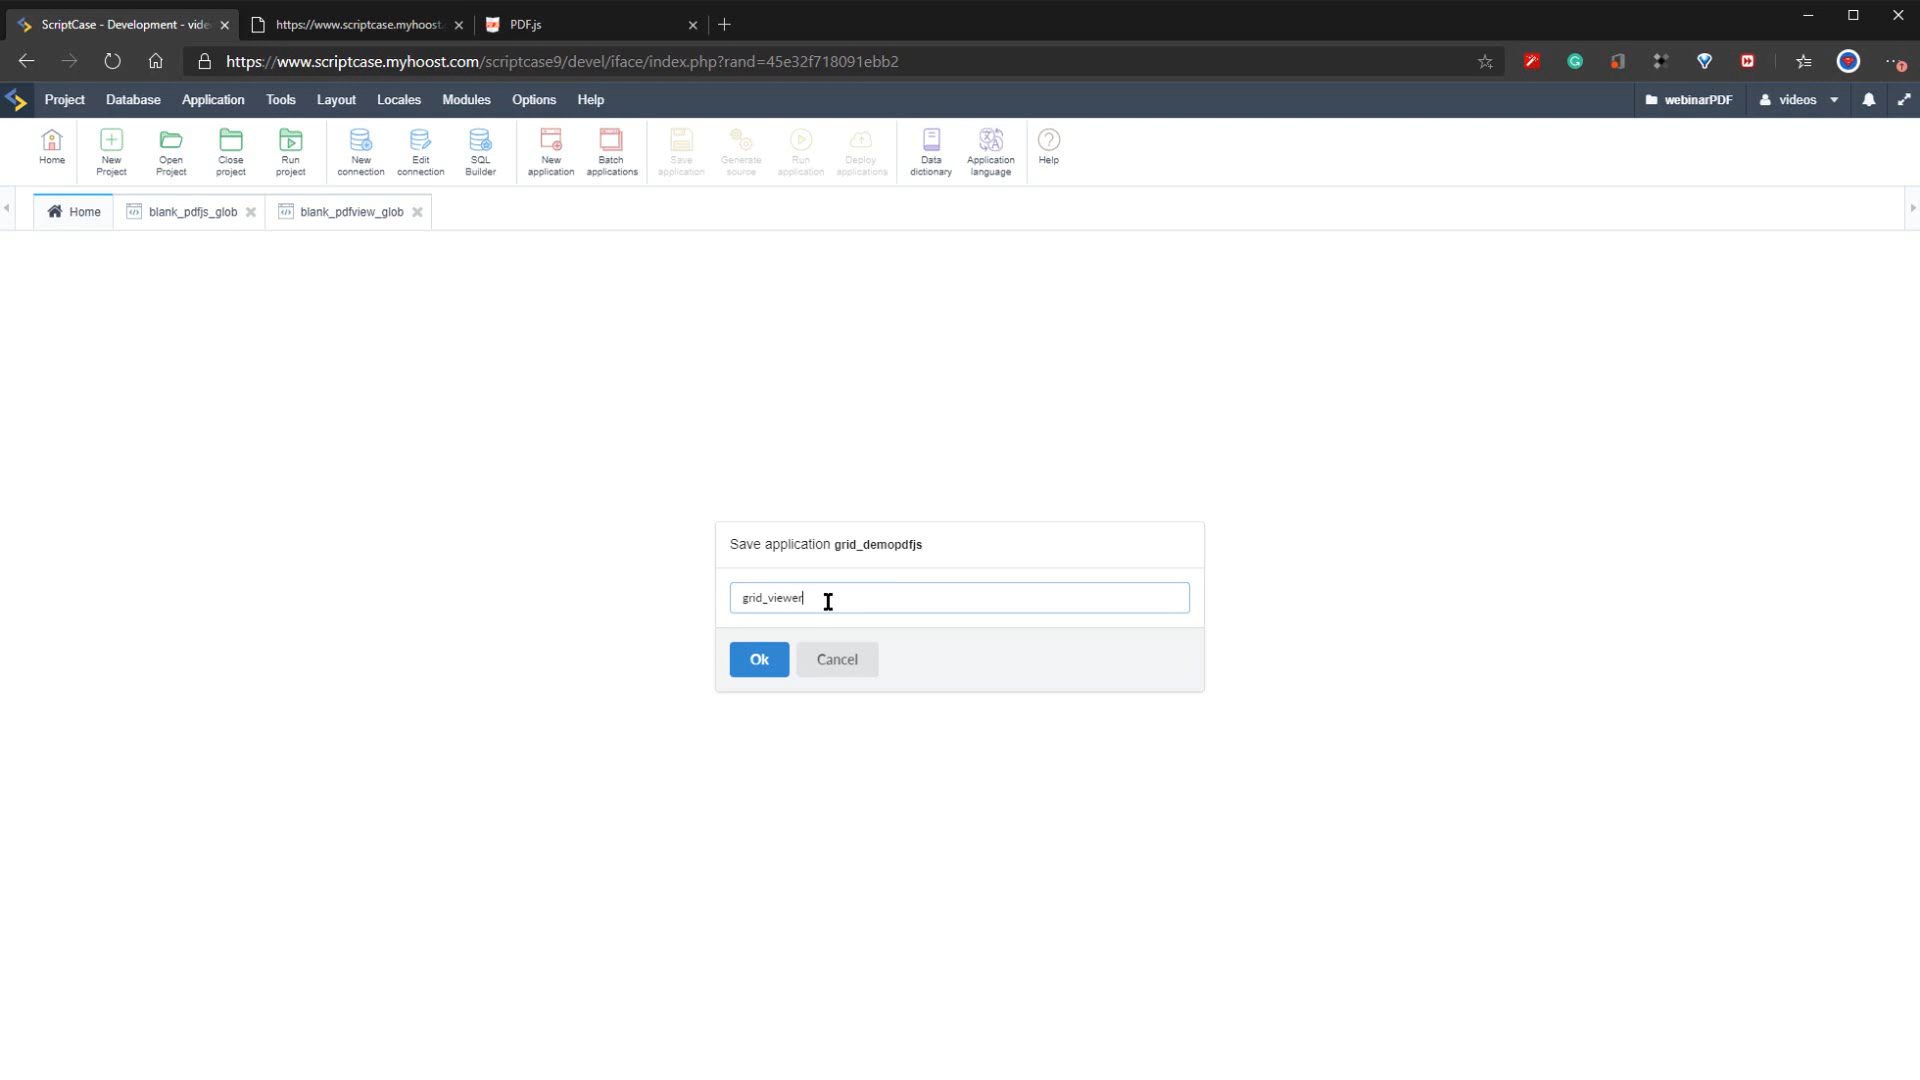 ScriptCase - Development - vide
https://www.scriptcase.myhoost
PDF.js
https://www.scriptcase.myhoost.com/scriptcase9/devel/iface/index.php?rand=45e32f718091ebb2
Project Database Application Tools Layout Locales Modules Options Help webinarPDF videos
Home
New Project
Open Project
Close project
Run project
New connection
Edit connection
SQL Builder
New application
Batch applications
Save application
Generate source
Run application
Deploy applications
Data dictionary
Application language
Help
Home blank_pdfjs_glob blank_pdfview_glob
Save application grid_demopdfjs
grid_viewer
Ok Cancel